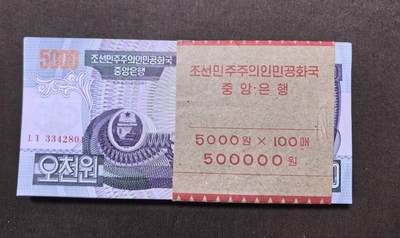 5000
조선민주주의인민공화국
중앙은행
ㄱㄱ 3342804
오천원
조선민주주의인민공화국
중앙·은행
5000원 × 100매
500000원